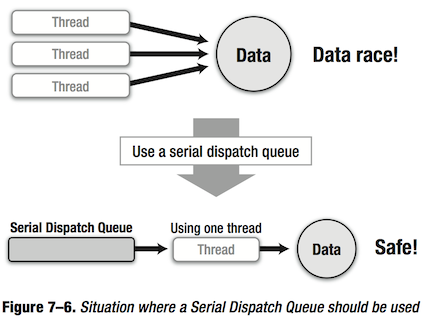 Thread
Thread
Thread
Data
Data race!
Use a serial dispatch queue
Serial Dispatch Queue
Using one thread
Thread
Data
Safe!
Figure 7–6. Situation where a Serial Dispatch Queue should be used